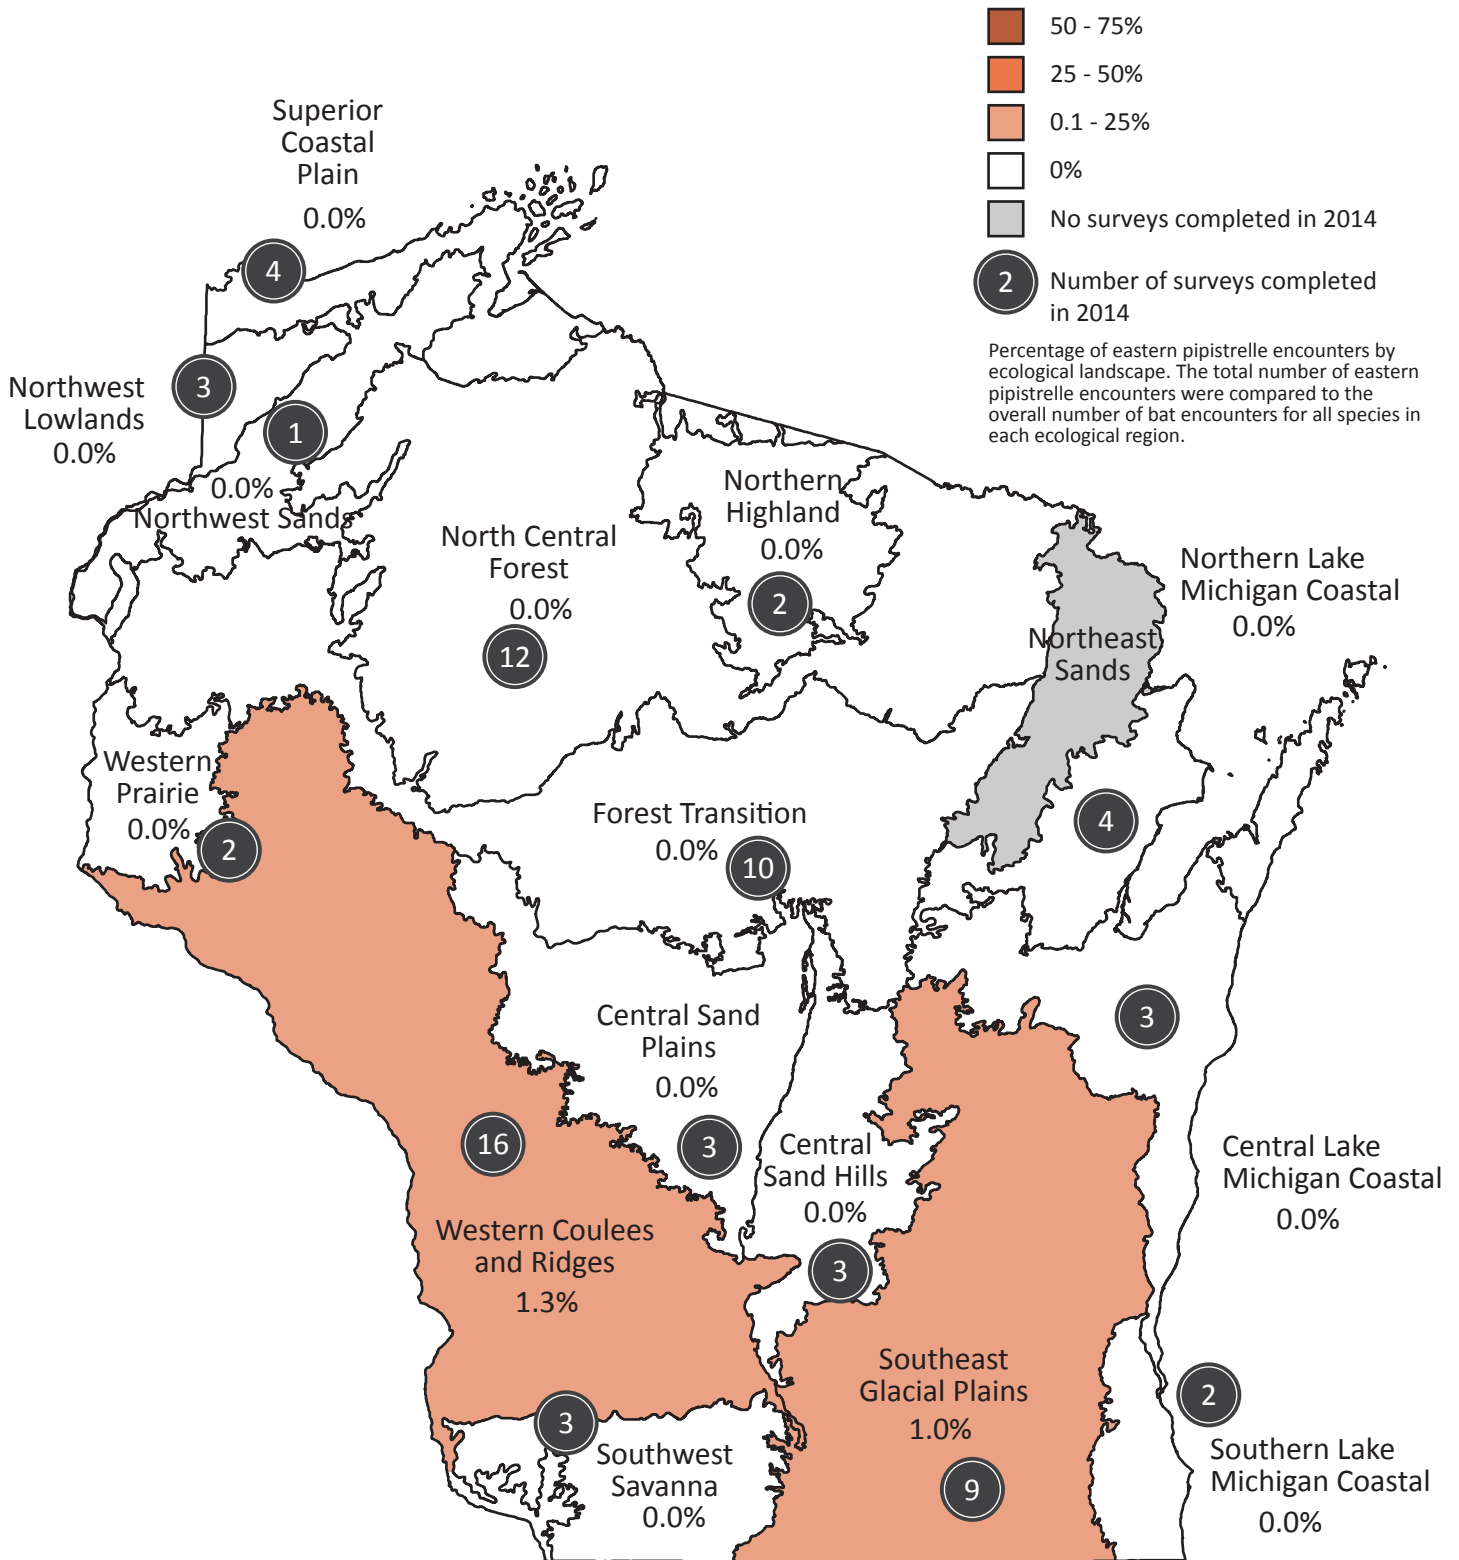 50 - 75%
25 - 50%
0.1 - 25%
0%
No surveys completed in 2014
2
Number of surveys completed
in 2014
Percentage of eastern pipistrelle encounters by
ecological landscape. The total number of eastern
pipistrelle encounters were compared to the
overall number of bat encounters for all species in
each ecological region.
Superior
Coastal
Plain
0.0%
4
Northwest
Lowlands
0.0%
3
1
0.0%
Northwest Sands
North Central
Forest
0.0%
12
Northern
Highland
0.0%
2
Northeast
Sands
Northern Lake
Michigan Coastal
0.0%
4
Western
Prairie
0.0%
2
Forest Transition
0.0%
10
Central Sand
Plains
0.0%
3
3
Central
Sand Hills
0.0%
3
Central Lake
Michigan Coastal
0.0%
16
Western Coulees
and Ridges
1.3%
Southeast
Glacial Plains
1.0%
9
3
Southwest
Savanna
0.0%
2
Southern Lake
Michigan Coastal
0.0%